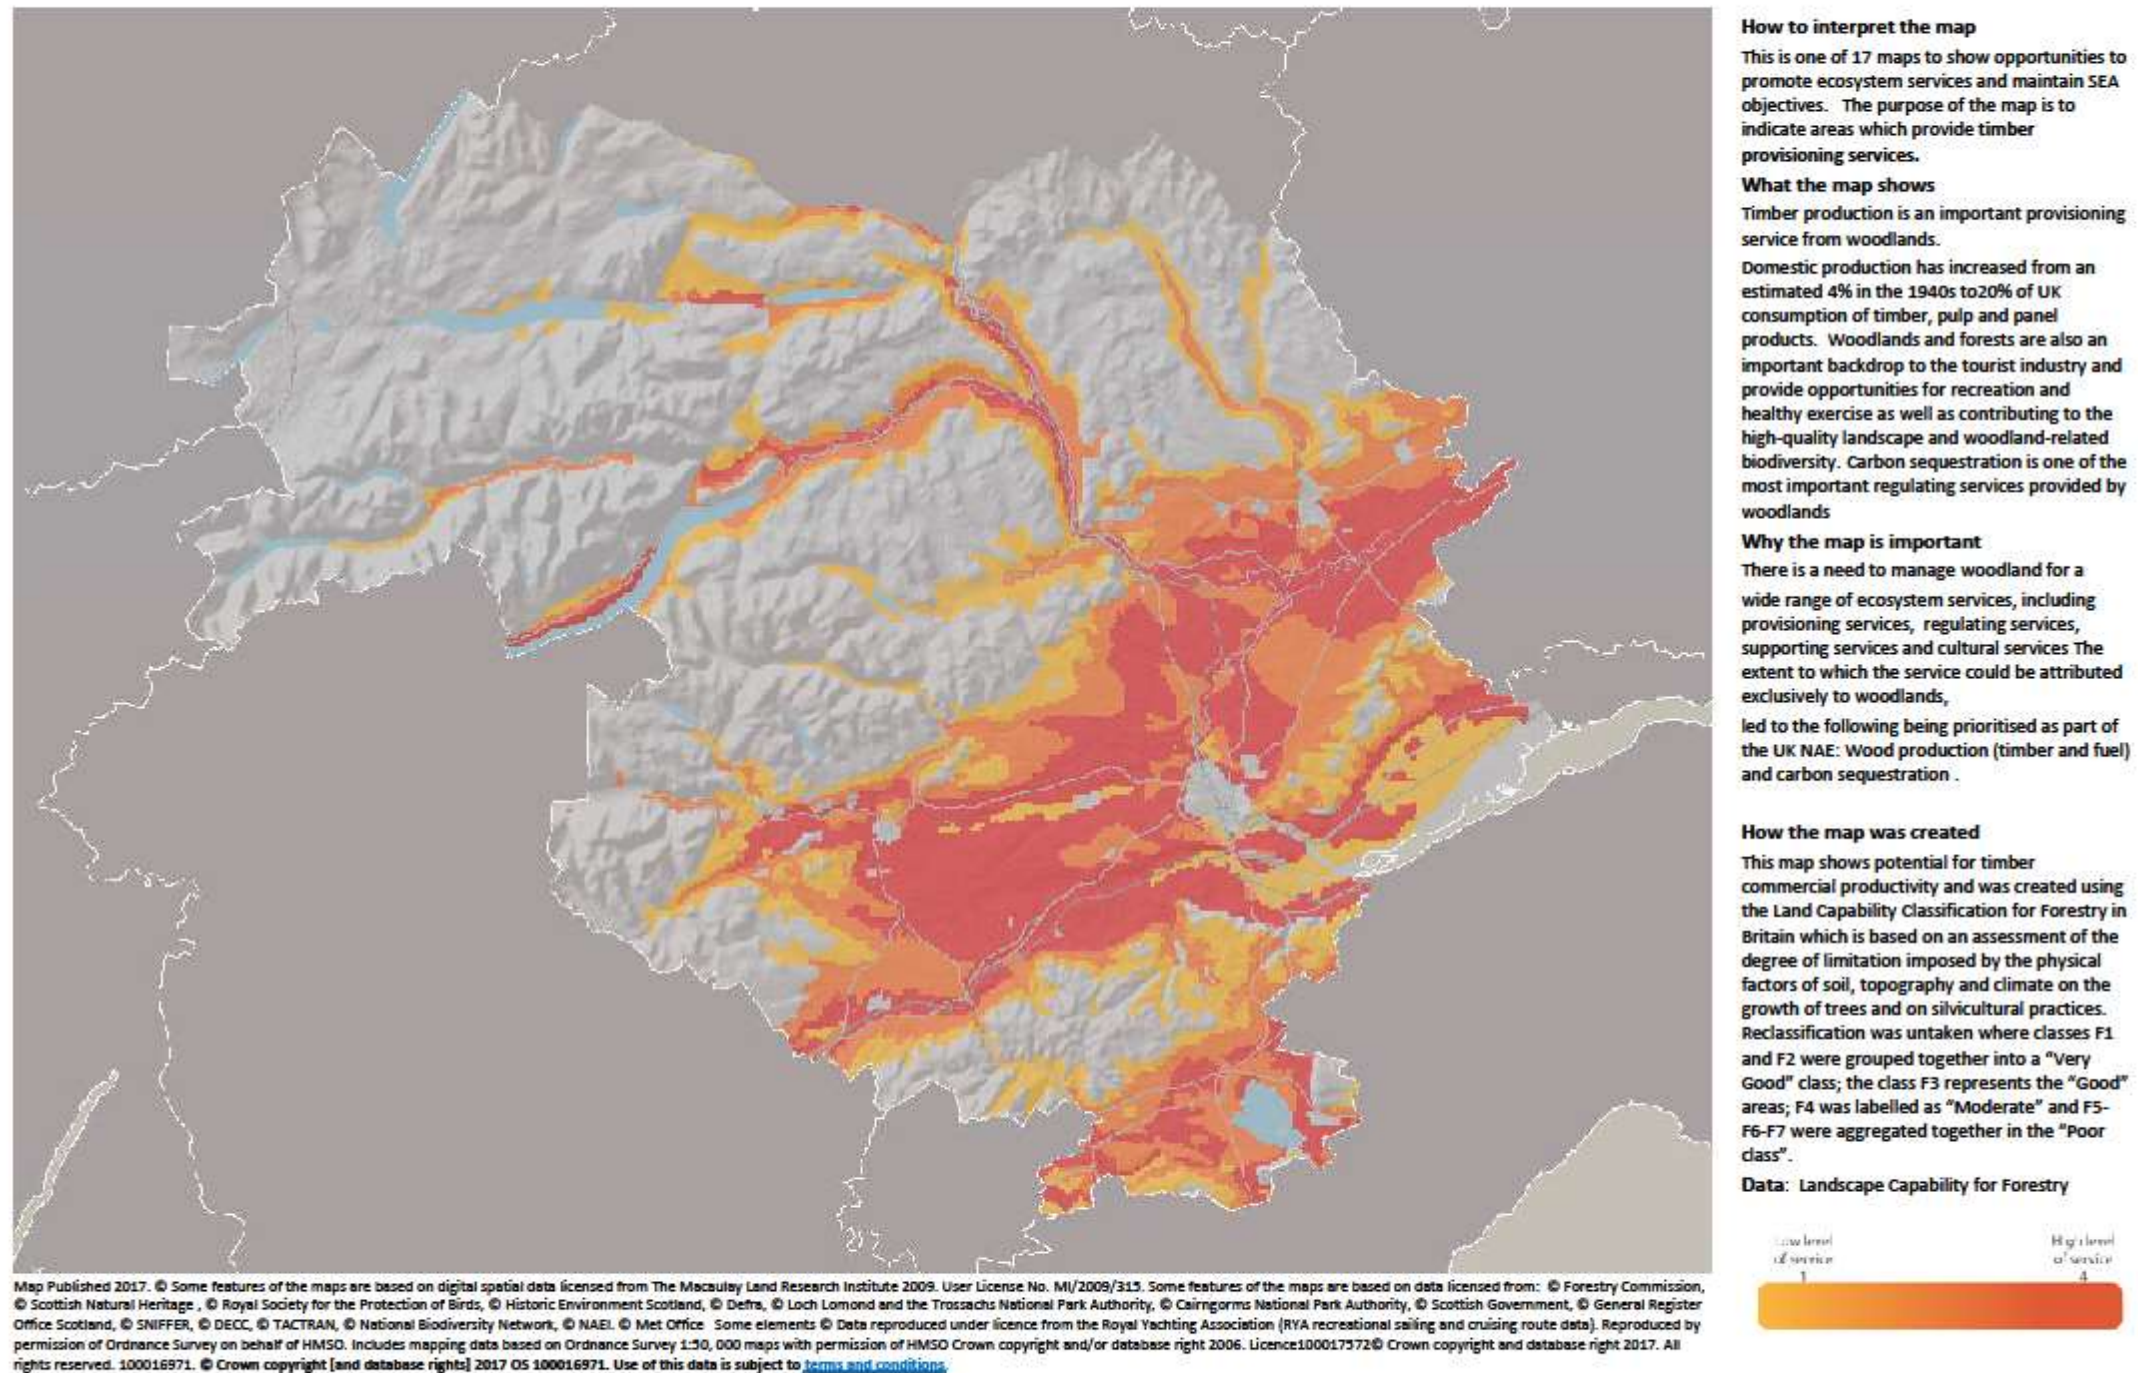 How to interpret the map
This is one of 17 maps to show opportunities to
promote ecosystem services and maintain SEA
objectives.   The purpose of the map is to
indicate areas which provide timber
provisioning services.
What the map shows
Timber production is an important provisioning
service from woodlands.
Domestic production has increased from an
estimated 4% in the 1940s to20% of UK
consumption of timber, pulp and panel
products.  Woodlands and forests are also an
important backdrop to the tourist industry and
provide opportunities for recreation and
healthy exercise as well as contributing to the
high-quality landscape and woodland-related
biodiversity. Carbon sequestration is one of the
most important regulating services provided by
woodlands
Why the map is important
There is a need to manage woodland for a
wide range of ecosystem services, including
provisioning services,  regulating services,
supporting services and cultural services The
extent to which the service could be attributed
exclusively to woodlands,
led to the following being prioritised as part of
the UK NAE: Wood production (timber and fuel)
and carbon sequestration .
How the map was created
This map shows potential for timber
commercial productivity and was created using
the Land Capability Classification for Forestry in
Britain which is based on an assessment of the
degree of limitation imposed by the physical
factors of soil, topography and climate on the
growth of trees and on silvicultural practices.
Reclassification was untaken where classes F1
and F2 were grouped together into a "Very
Good" class; the class F3 represents the "Good"
areas; F4 was labelled as "Moderate" and F5-
F6-F7 were aggregated together in the "Poor
class".
Data:  Landscape Capability for Forestry
Low level
of service
1
High level
of service
4
Map Published 2017. © Some features of the maps are based on digital spatial data licensed from The Macaulay Land Research Institute 2009. User License No. MI/2009/315. Some features of the maps are based on data licensed from: © Forestry Commission,
© Scottish Natural Heritage , © Royal Society for the Protection of Birds, © Historic Environment Scotland, © Defra, © Loch Lomond and the Trossachs National Park Authority, © Cairngorms National Park Authority, © Scottish Government, © General Register
Office Scotland, © SNIFFER, © DECC, © TACTRAN, © National Biodiversity Network, © NAEI. © Met Office  Some elements © Data reproduced under licence from the Royal Yachting Association (RYA recreational sailing and cruising route data). Reproduced by
permission of Ordnance Survey on behalf of HMSO. Includes mapping data based on Ordnance Survey 1:50, 000 maps with permission of HMSO Crown copyright and/or database right 2006. Licence100017572© Crown copyright and database right 2017. All
rights reserved. 100016971. © Crown copyright [and database rights] 2017 OS 100016971. Use of this data is subject to terms and conditions.